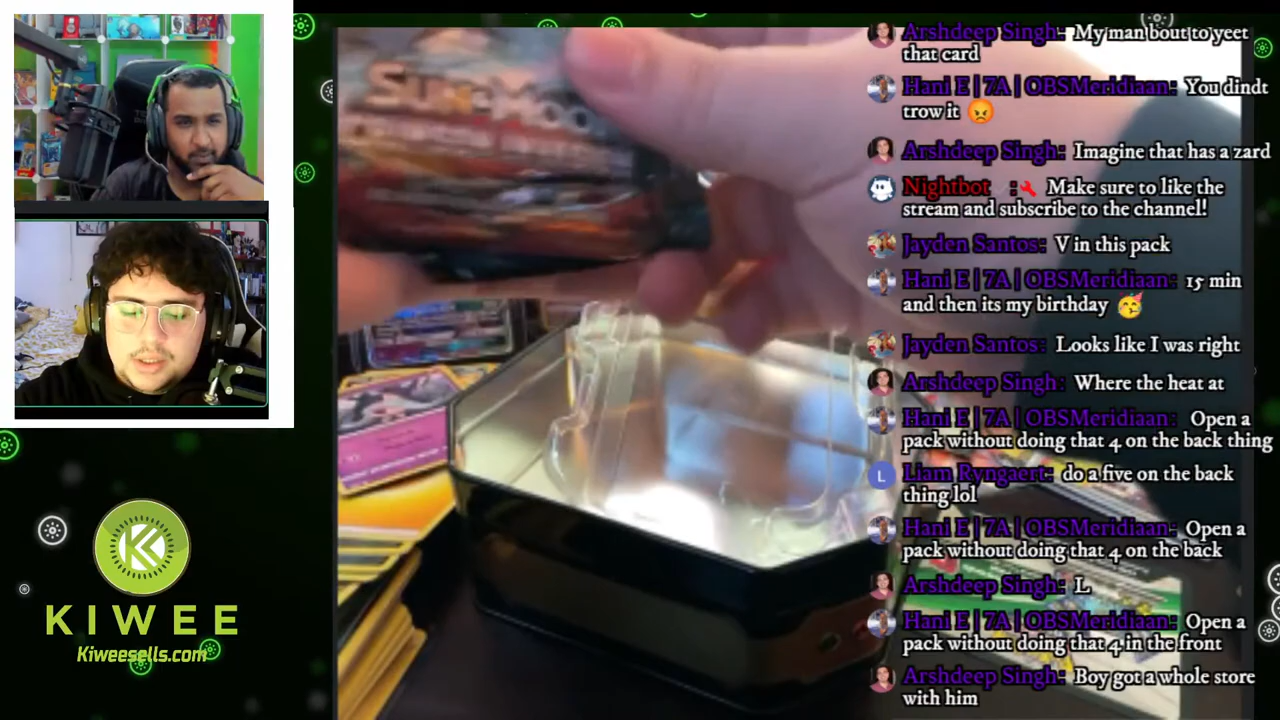 SUN & MOON
Arshdeep Singh: My man bout to yeet
that card
Hani E | 7A | OBSMeridiaan: You dindt
trow it 😡
Arshdeep Singh: Imagine that has a zard
Nightbot : Make sure to like the
stream and subscribe to the channel!
Jayden Santos: V in this pack
Hani E | 7A | OBSMeridiaan: 15 min
and then its my birthday 🥳
Jayden Santos: Looks like I was right
Arshdeep Singh: Where the heat at
Hani E | 7A | OBSMeridiaan: Open a
pack without doing that 4 on the back thing
L
Liam Ryngaert: do a five on the back
thing lol
Hani E | 7A | OBSMeridiaan: Open a
pack without doing that 4 on the back
Arshdeep Singh: L
Hani E | 7A | OBSMeridiaan: Open a
pack without doing that 4 in the front
Arshdeep Singh: Boy got a whole store
with him
K
KIWEE
Kiweesells.com